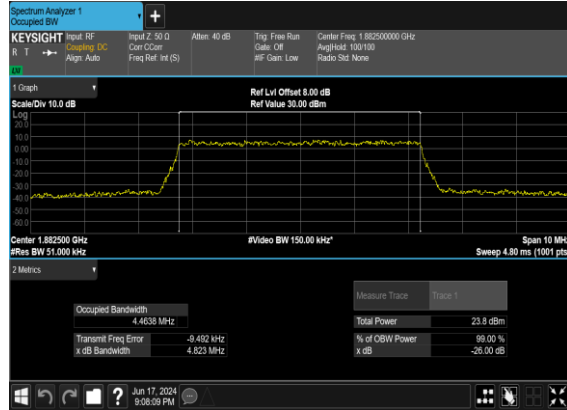 Spectrum Analyzer 1
Occupied BW
+
KEYSIGHT Input: RF Input Z: 50 Ω Atten: 40 dB Trig: Free Run Center Freq: 1.882500000 GHz
R T Coupling: DC Corr CCorr Gate: Off Avg|Hold: 100/100
Align: Auto Freq Ref: Int (S) #IF Gain: Low Radio Std: None
LV
1 Graph Ref Lvl Offset 8.00 dB
Scale/Div 10.0 dB Ref Value 30.00 dBm
Log
20.0
10.0
0.00
-10.0
-20.0
-30.0
-40.0
-50.0
-60.0
Center 1.882500 GHz #Video BW 150.00 kHz* Span 10 MHz
#Res BW 51.000 kHz Sweep 4.80 ms (1001 pts
2 Metrics
Measure Trace Trace 1
Occupied Bandwidth
4.4638 MHz Total Power 23.8 dBm
Transmit Freq Error -9.492 kHz % of OBW Power 99.00 %
x dB Bandwidth 4.823 MHz x dB -26.00 dB
? Jun 17, 2024
9:08:09 PM